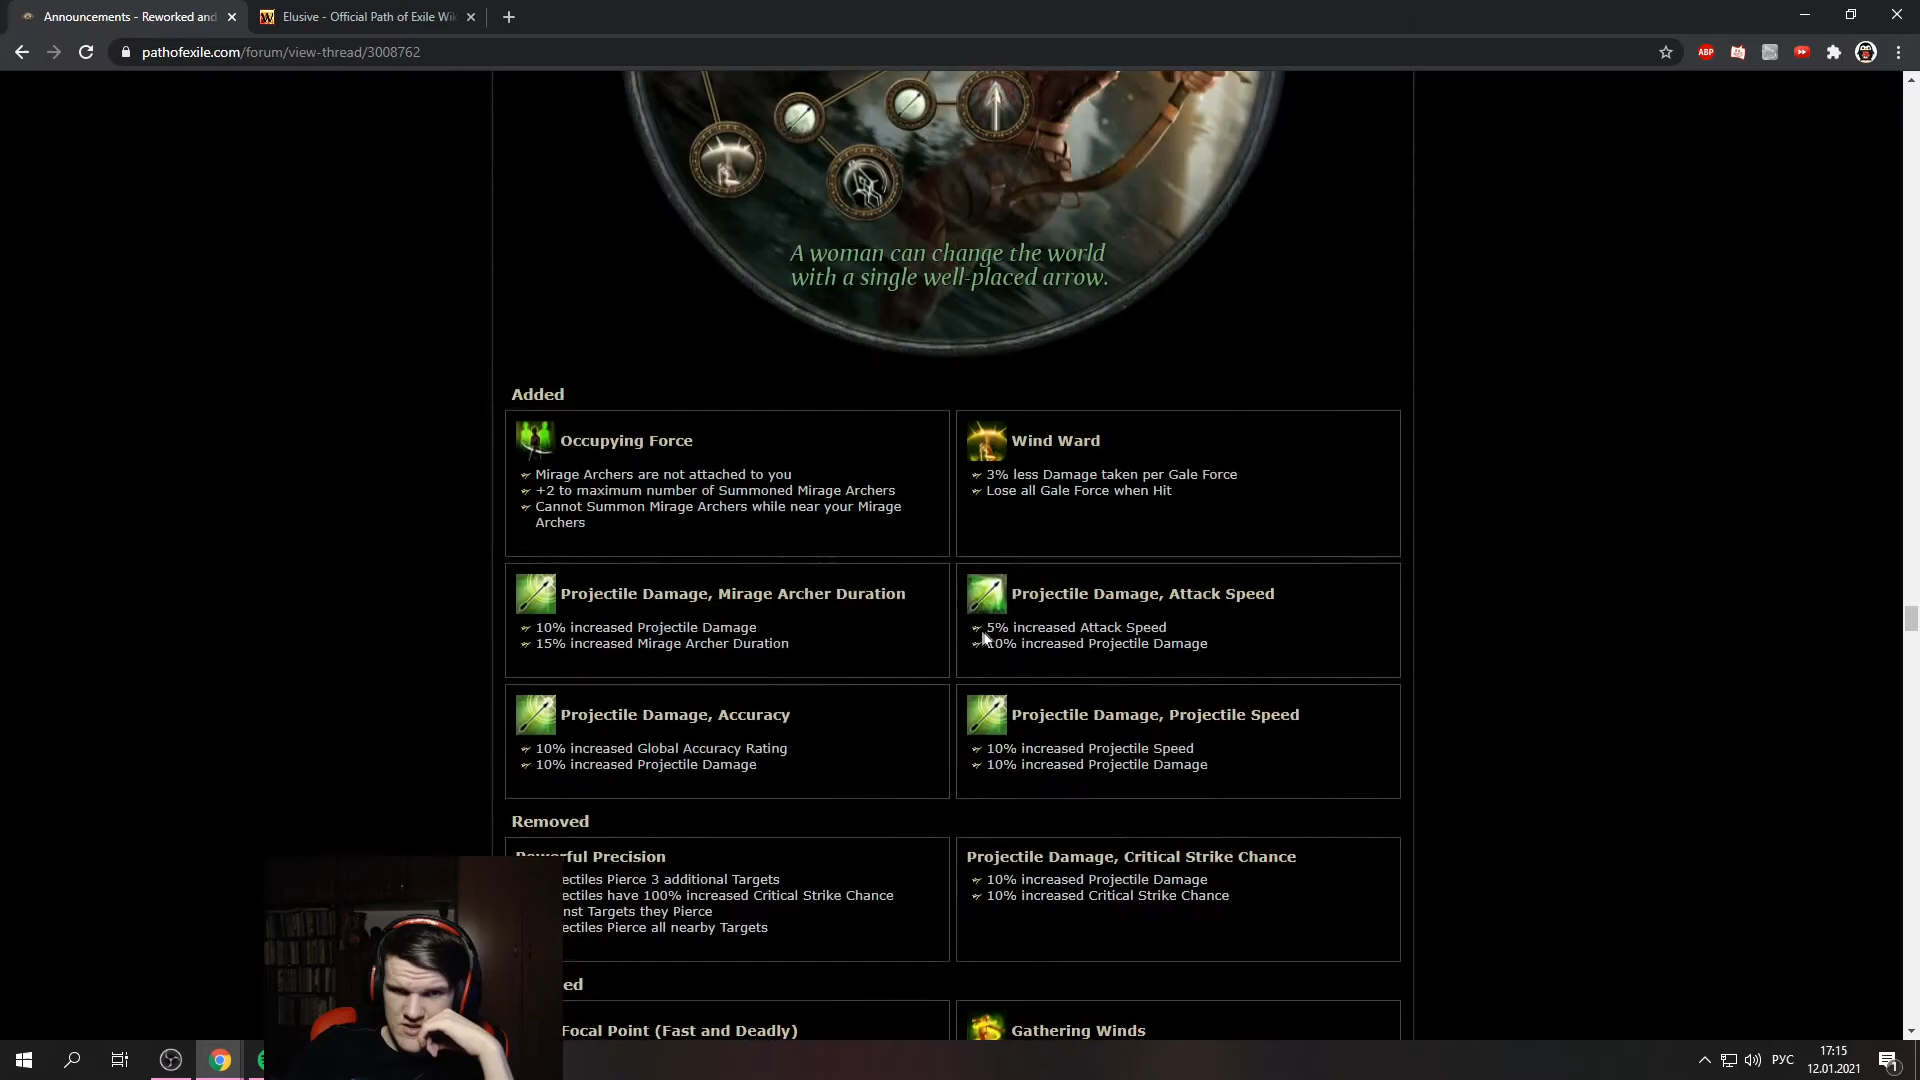 Announcements - Reworked and
Elusive - Official Path of Exile Wik
pathofexile.com/forum/view-thread/3008762
ABP
A woman can change the world
with a single well-placed arrow.
Added
Occupying Force
Mirage Archers are not attached to you
+2 to maximum number of Summoned Mirage Archers
Cannot Summon Mirage Archers while near your Mirage
Archers
Wind Ward
3% less Damage taken per Gale Force
Lose all Gale Force when Hit
Projectile Damage, Mirage Archer Duration
10% increased Projectile Damage
15% increased Mirage Archer Duration
Projectile Damage, Attack Speed
5% increased Attack Speed
10% increased Projectile Damage
Projectile Damage, Accuracy
10% increased Global Accuracy Rating
10% increased Projectile Damage
Projectile Damage, Projectile Speed
10% increased Projectile Speed
10% increased Projectile Damage
Removed
Powerful Precision
ectiles Pierce 3 additional Targets
ectiles have 100% increased Critical Strike Chance
inst Targets they Pierce
ectiles Pierce all nearby Targets
Projectile Damage, Critical Strike Chance
10% increased Projectile Damage
10% increased Critical Strike Chance
ed
Focal Point (Fast and Deadly)
Gathering Winds
РУС
17:15
12.01.2021
1